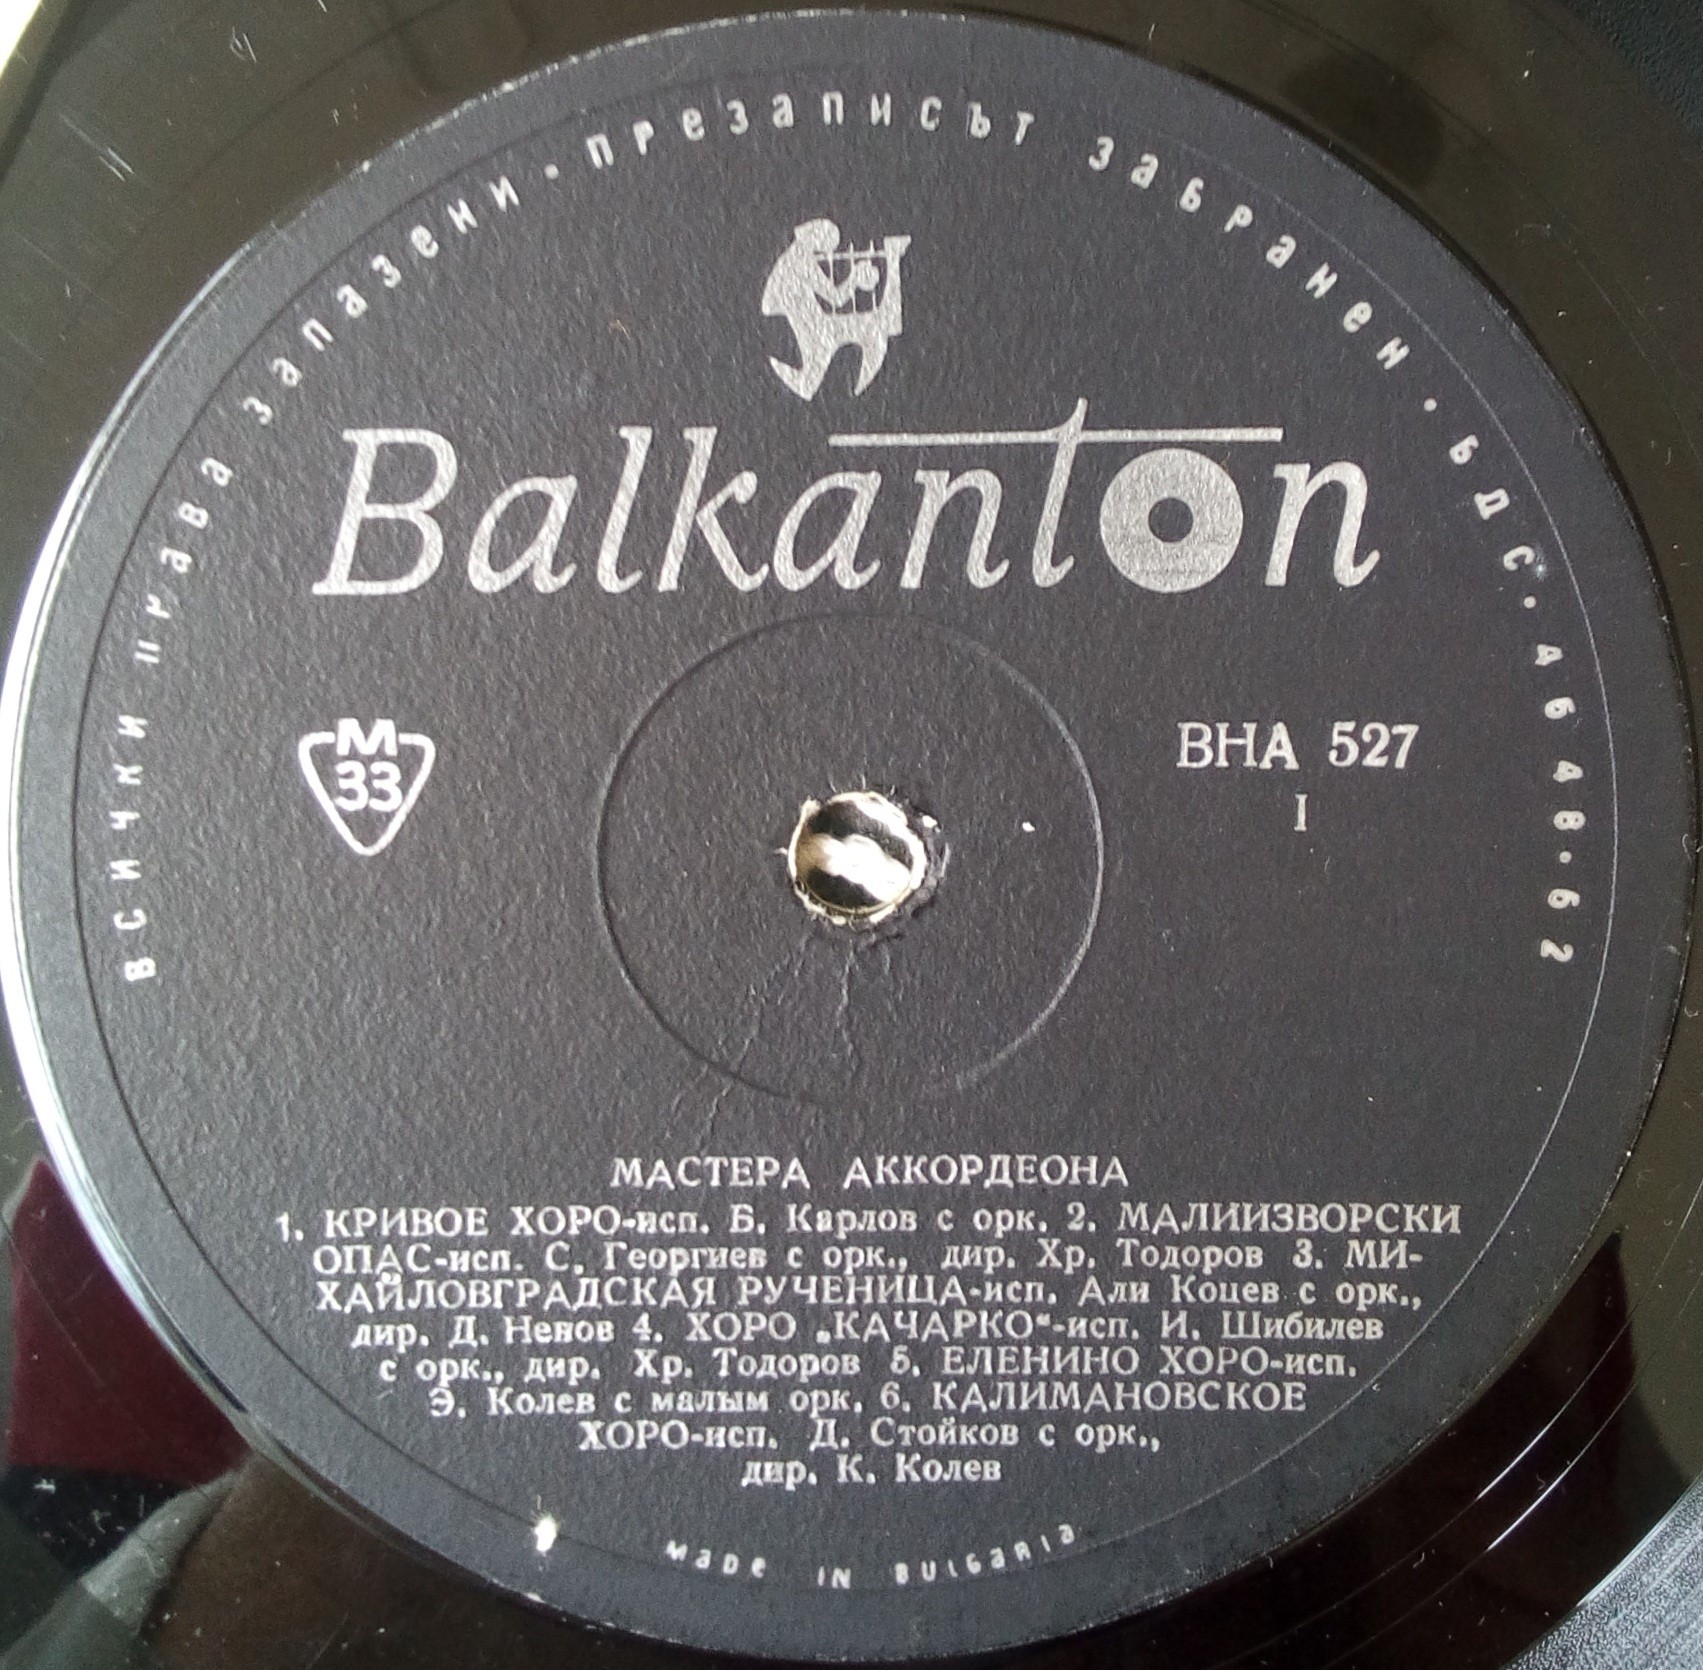 всички права запазени · презаписът забранен · бдс · 4648 · 62
Balkanton
М
33
ВНА 527
I
МАСТЕРА АККОРДЕОНА
1. КРИВОЕ ХОРО-исп. Б. Карлов с орк. 2. МАЛИИЗВОРСКИ
ОПАС-исп. С. Георгиев с орк., дир. Хр. Тодоров 3. МИ-
ХАЙЛОВГРАДСКАЯ РУЧЕНИЦА-исп. Али Коцев с орк.,
дир. Д. Ненов 4. ХОРО „КАЧАРКО“-исп. И. Шибилев
с орк., дир. Хр. Тодоров 5. ЕЛЕНИНО ХОРО-исп.
Э. Колев с малым орк. 6. КАЛИМАНОВСКОЕ
ХОРО-исп. Д. Стойков с орк.,
дир. К. Колев
MADE IN BULGARIA